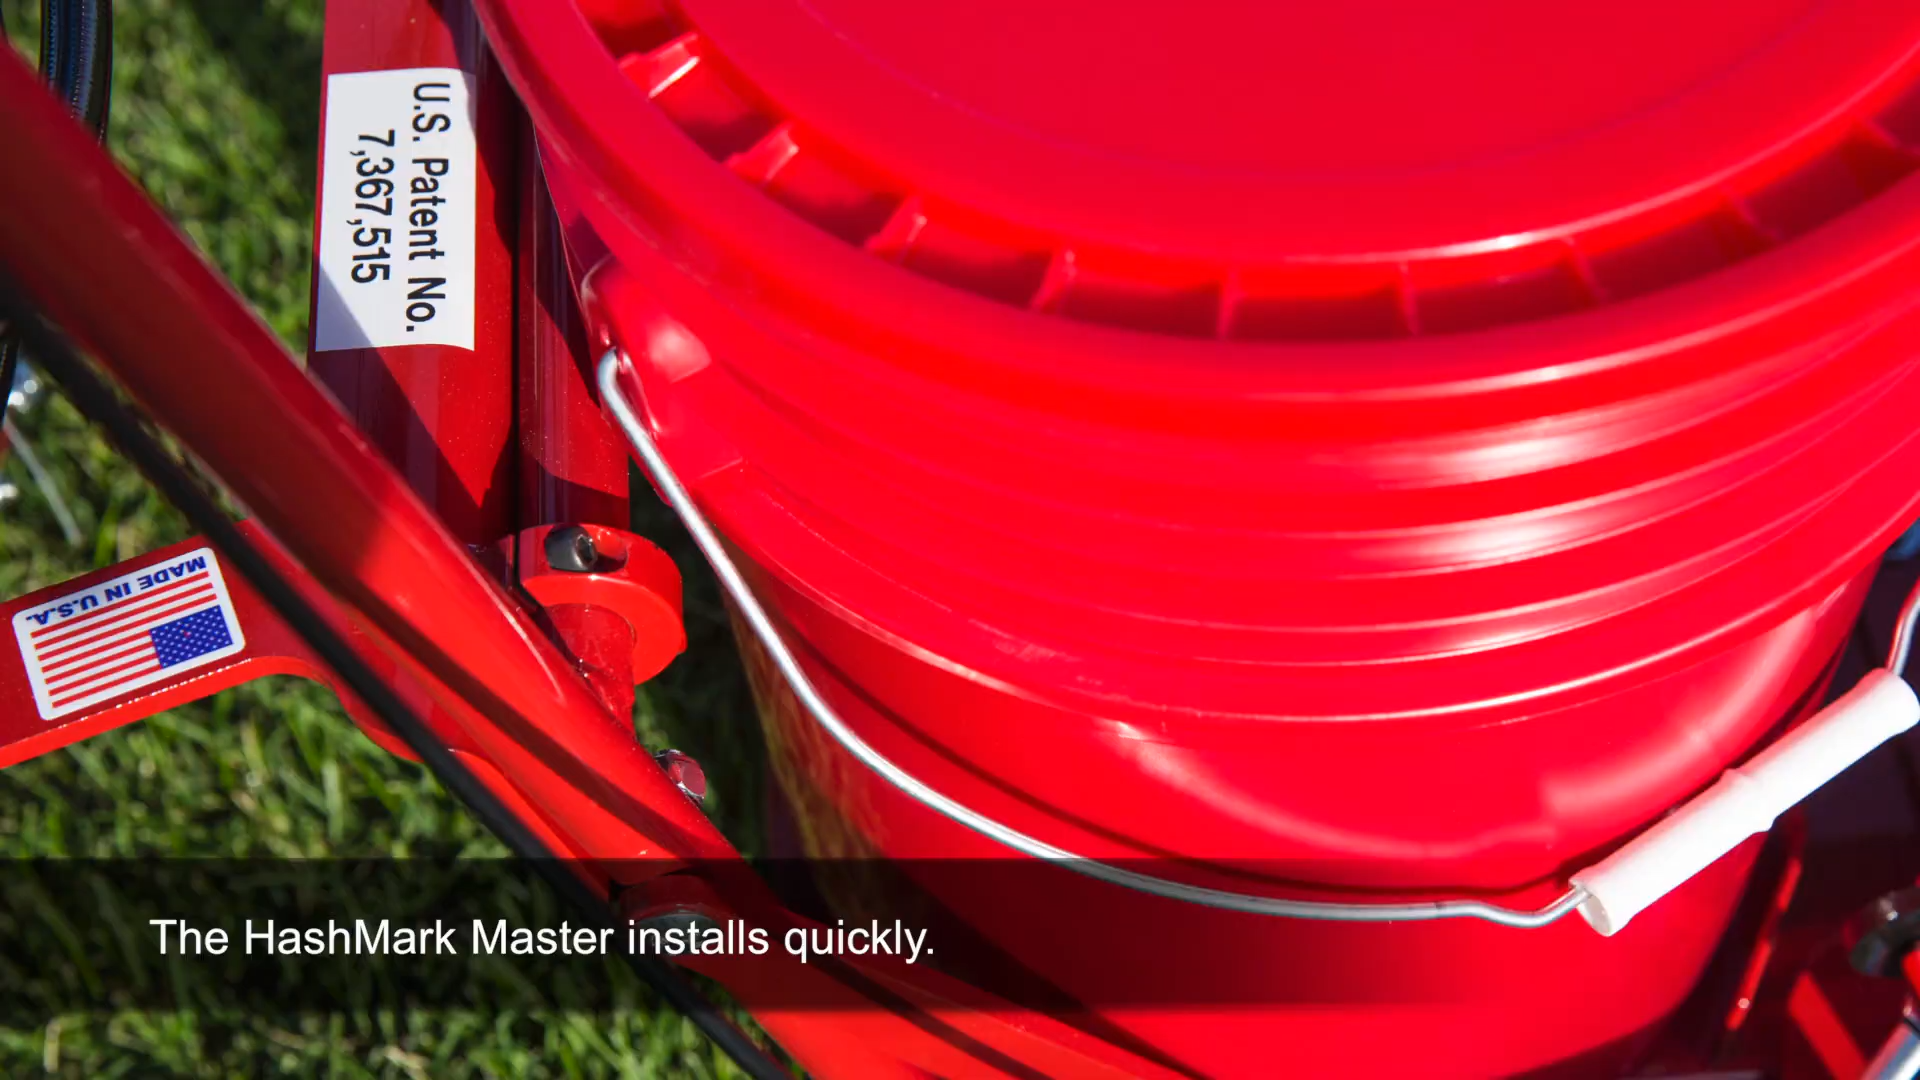 U.S. Patent No.
7,367,515
MADE IN U.S.A.
The HashMark Master installs quickly.